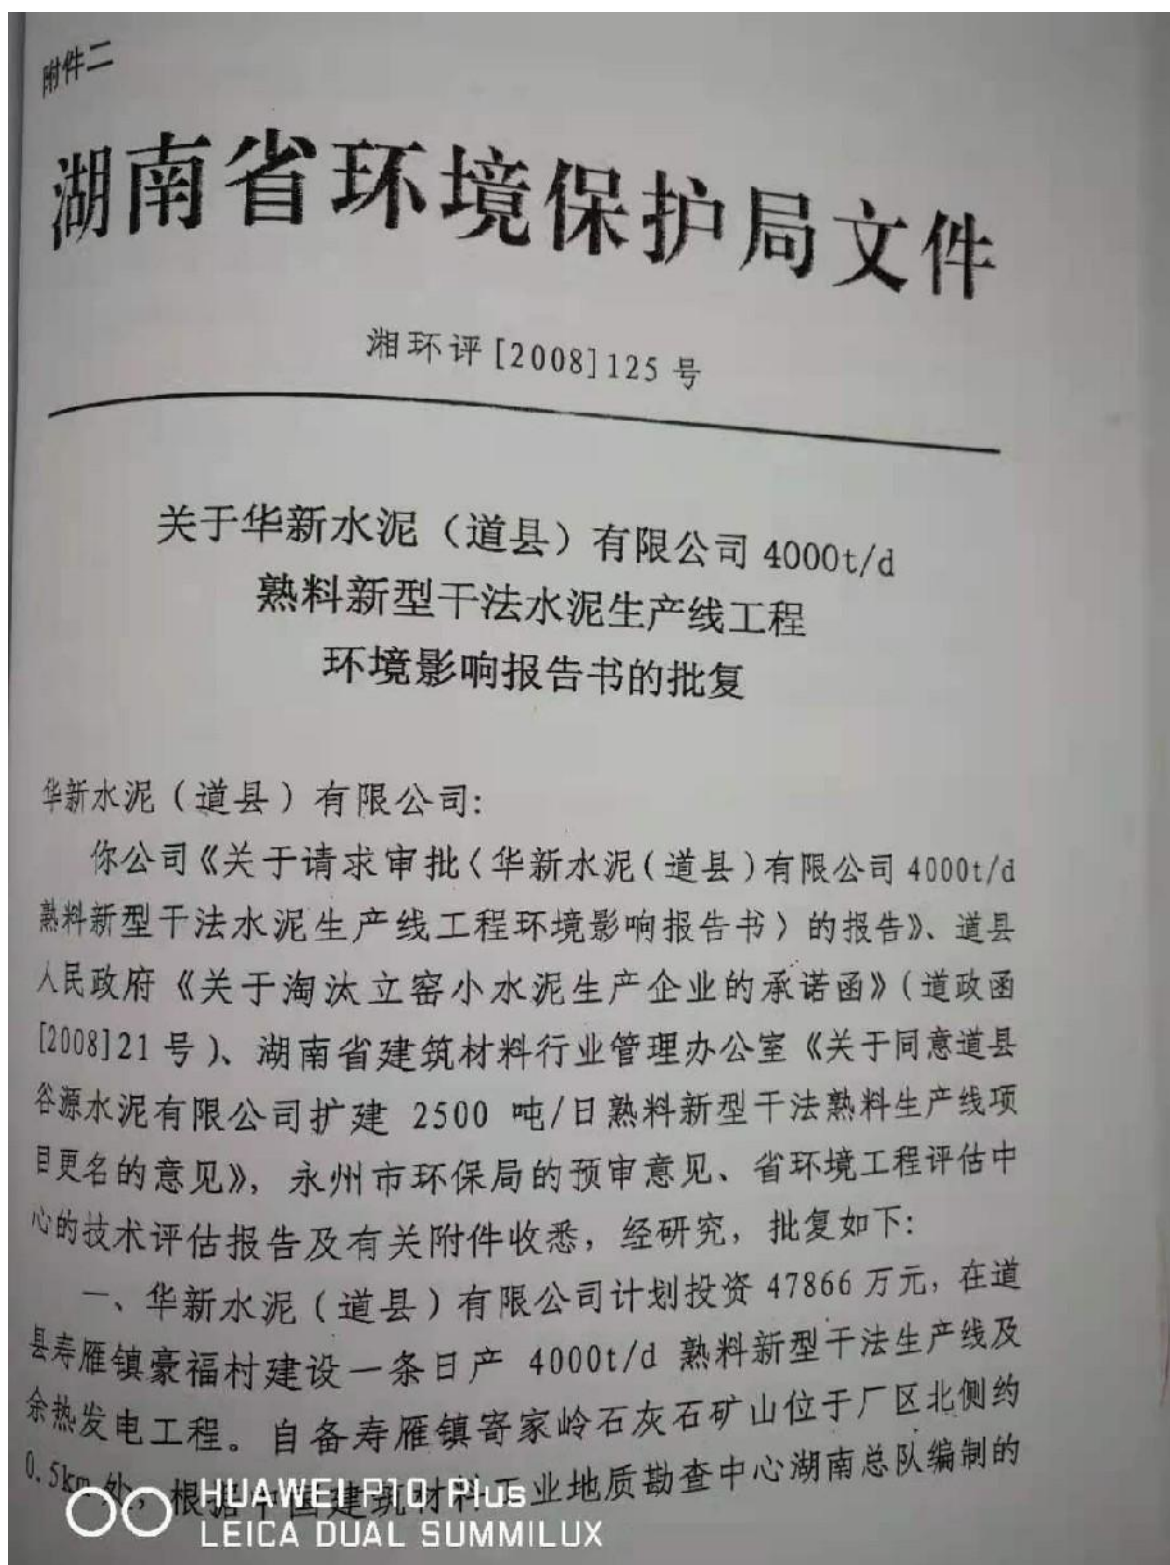 附件二
湖南省环境保护局文件
湘环评[2008]125号
关于华新水泥（道县）有限公司4000t/d
熟料新型干法水泥生产线工程
环境影响报告书的批复
华新水泥（道县）有限公司:
你公司《关于请求审批〈华新水泥（道县）有限公司4000t/d
熟料新型干法水泥生产线工程环境影响报告书〉的报告》、道县
人民政府《关于淘汰立窑小水泥生产企业的承诺函》（道政函
[2008]21号）、湖南省建筑材料行业管理办公室《关于同意道县
谷源水泥有限公司扩建 2500 吨/日熟料新型干法熟料生产线项
目更名的意见》，永州市环保局的预审意见、省环境工程评估中
心的技术评估报告及有关附件收悉，经研究，批复如下:
一、华新水泥（道县）有限公司计划投资47866万元，在道
县寿雁镇豪福村建设一条日产 4000t/d 熟料新型干法生产线及
余热发电工程。自备寿雁镇寄家岭石灰石矿山位于厂区北侧约
0.5km处，根据中国建筑材料工业地质勘查中心湖南总队编制的
HUAWEI P10 Plus
LEICA DUAL SUMMILUX